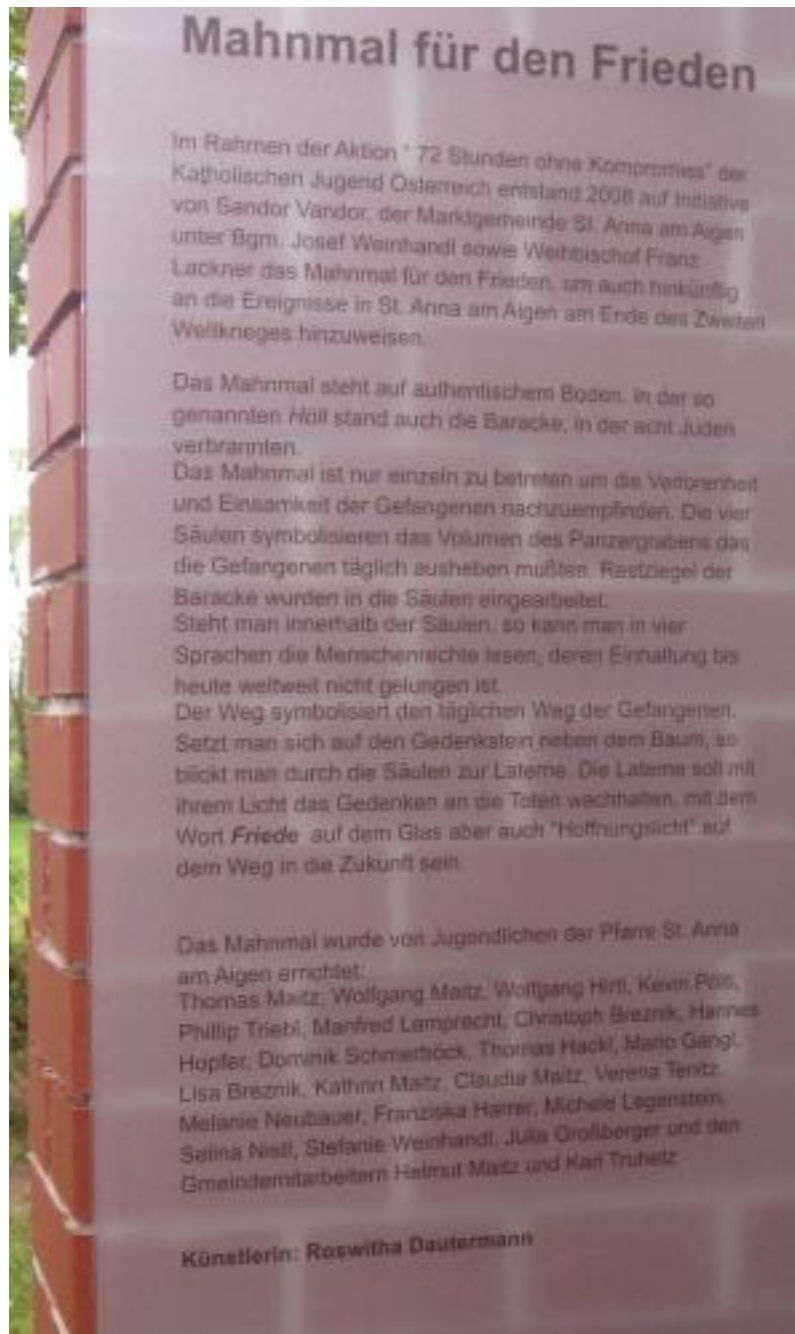 Mahnmal für den Frieden
Im Rahmen der Aktion " 72 Stunden ohne Kompromiss" der
Katholischen Jugend Österreich entstand 2008 auf Initiative
von Sandor Vandor, der Marktgemeinde St. Anna am Aigen
unter Bgm. Josef Weinhandl sowie Weihbischof Franz
Lackner das Mahnmal für den Frieden, um auch hinkünftig
an die Ereignisse in St. Anna am Aigen am Ende des Zweiten
Weltkrieges hinzuweisen.
Das Mahnmal steht auf authentischem Boden. In der so
genannten Höll stand auch die Baracke, in der acht Juden
verbrannten.
Das Mahnmal ist nur einzeln zu betreten um die Verlorenheit
und Einsamkeit der Gefangenen nachzuempfinden. Die vier
Säulen symbolisieren das Volumen des Panzergrabens das
die Gefangenen täglich ausheben mußten. Restziegel der
Baracke wurden in die Säulen eingearbeitet.
Steht man innerhalb der Säulen, so kann man in vier
Sprachen die Menschenrechte lesen, deren Einhaltung bis
heute weltweit nicht gelungen ist.
Der Weg symbolisiert den täglichen Weg der Gefangenen.
Setzt man sich auf den Gedenkstein neben dem Baum, so
blickt man durch die Säulen zur Laterne. Die Laterne soll mit
ihrem Licht das Gedenken an die Toten wachhalten, mit dem
Wort Friede auf dem Glas aber auch "Hoffnungslicht" auf
dem Weg in die Zukunft sein.
Das Mahnmal wurde von Jugendlichen der Pfarre St. Anna
am Aigen errichtet:
Thomas Maitz, Wolfgang Maitz, Wolfgang Hirtl, Kevin
Phillip Triebl, Manfred Lamprecht, Christoph Breznik, Hannes
Hopfer, Dominik Schmerböck, Thomas Hackl, Mario Gangl,
Lisa Breznik, Kathrin Maitz, Claudia Maitz, Verena
Melanie Neubauer, Franziska Harrer, Michele Legenstein,
Selina Nistl, Stefanie Weinhandl, Julia Großberger und den
Gmeindemitarbeitern Helmut Maitz und Karl Truhetz
Künstlerin: Roswitha Dautermann